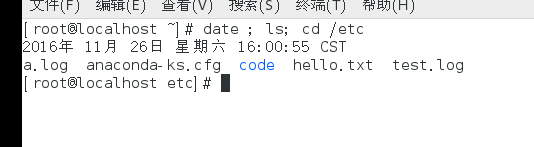 文件(F) 编辑(E) 查看(V) 搜索(S) 终端(T) 帮助(H)
[root@localhost ~]# date ; ls; cd /etc
2016年 11月 26日 星期六 16:00:55 CST
a.log anaconda-ks.cfg code hello.txt test.log
[root@localhost etc]#